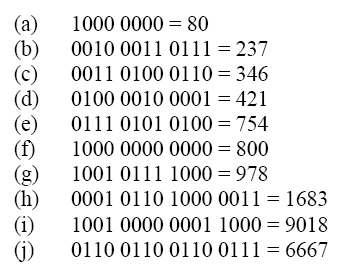 (a) 1000 0000 = 80
(b) 0010 0011 0111 = 237
(c) 0011 0100 0110 = 346
(d) 0100 0010 0001 = 421
(e) 0111 0101 0100 = 754
(f) 1000 0000 0000 = 800
(g) 1001 0111 1000 = 978
(h) 0001 0110 1000 0011 = 1683
(i) 1001 0000 0001 1000 = 9018
(j) 0110 0110 0110 0111 = 6667